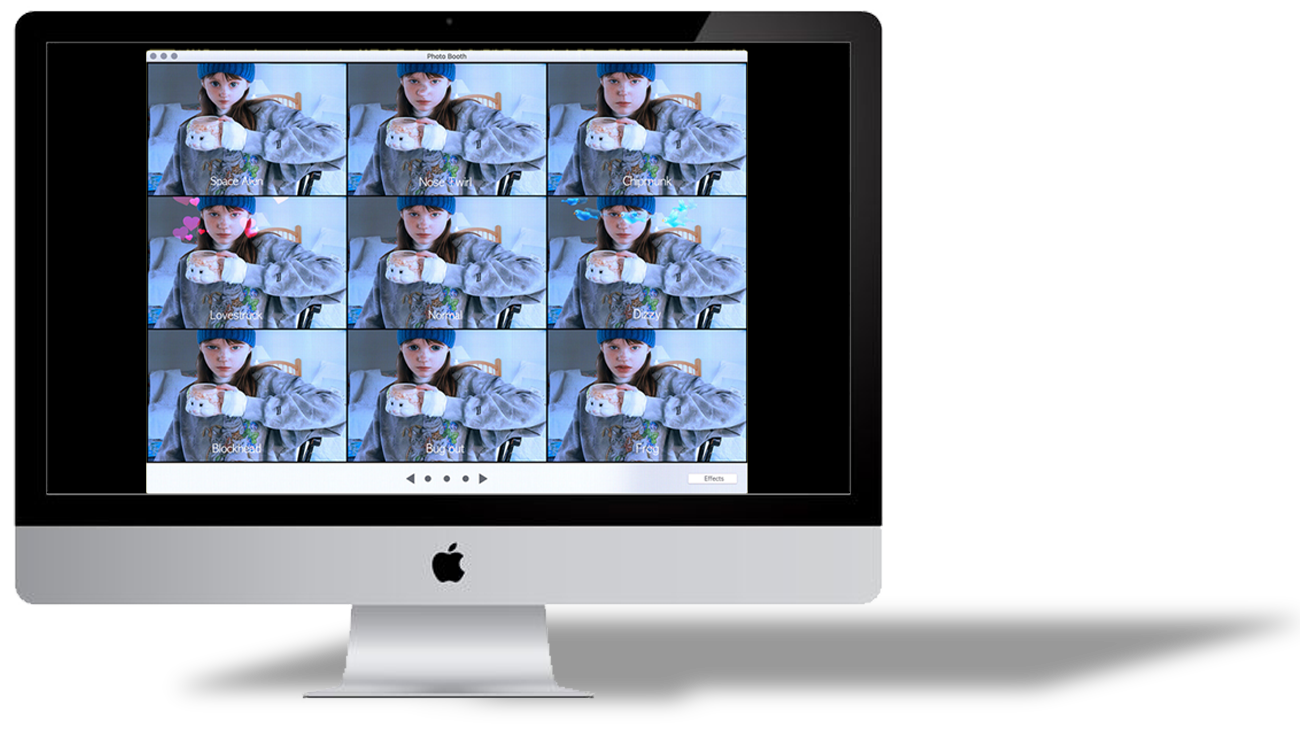 Photo Booth
Space Alien
Nose Twirl
Chipmunk
Lovestruck
Normal
Dizzy
Blockhead
Bug out
Frog
Effects